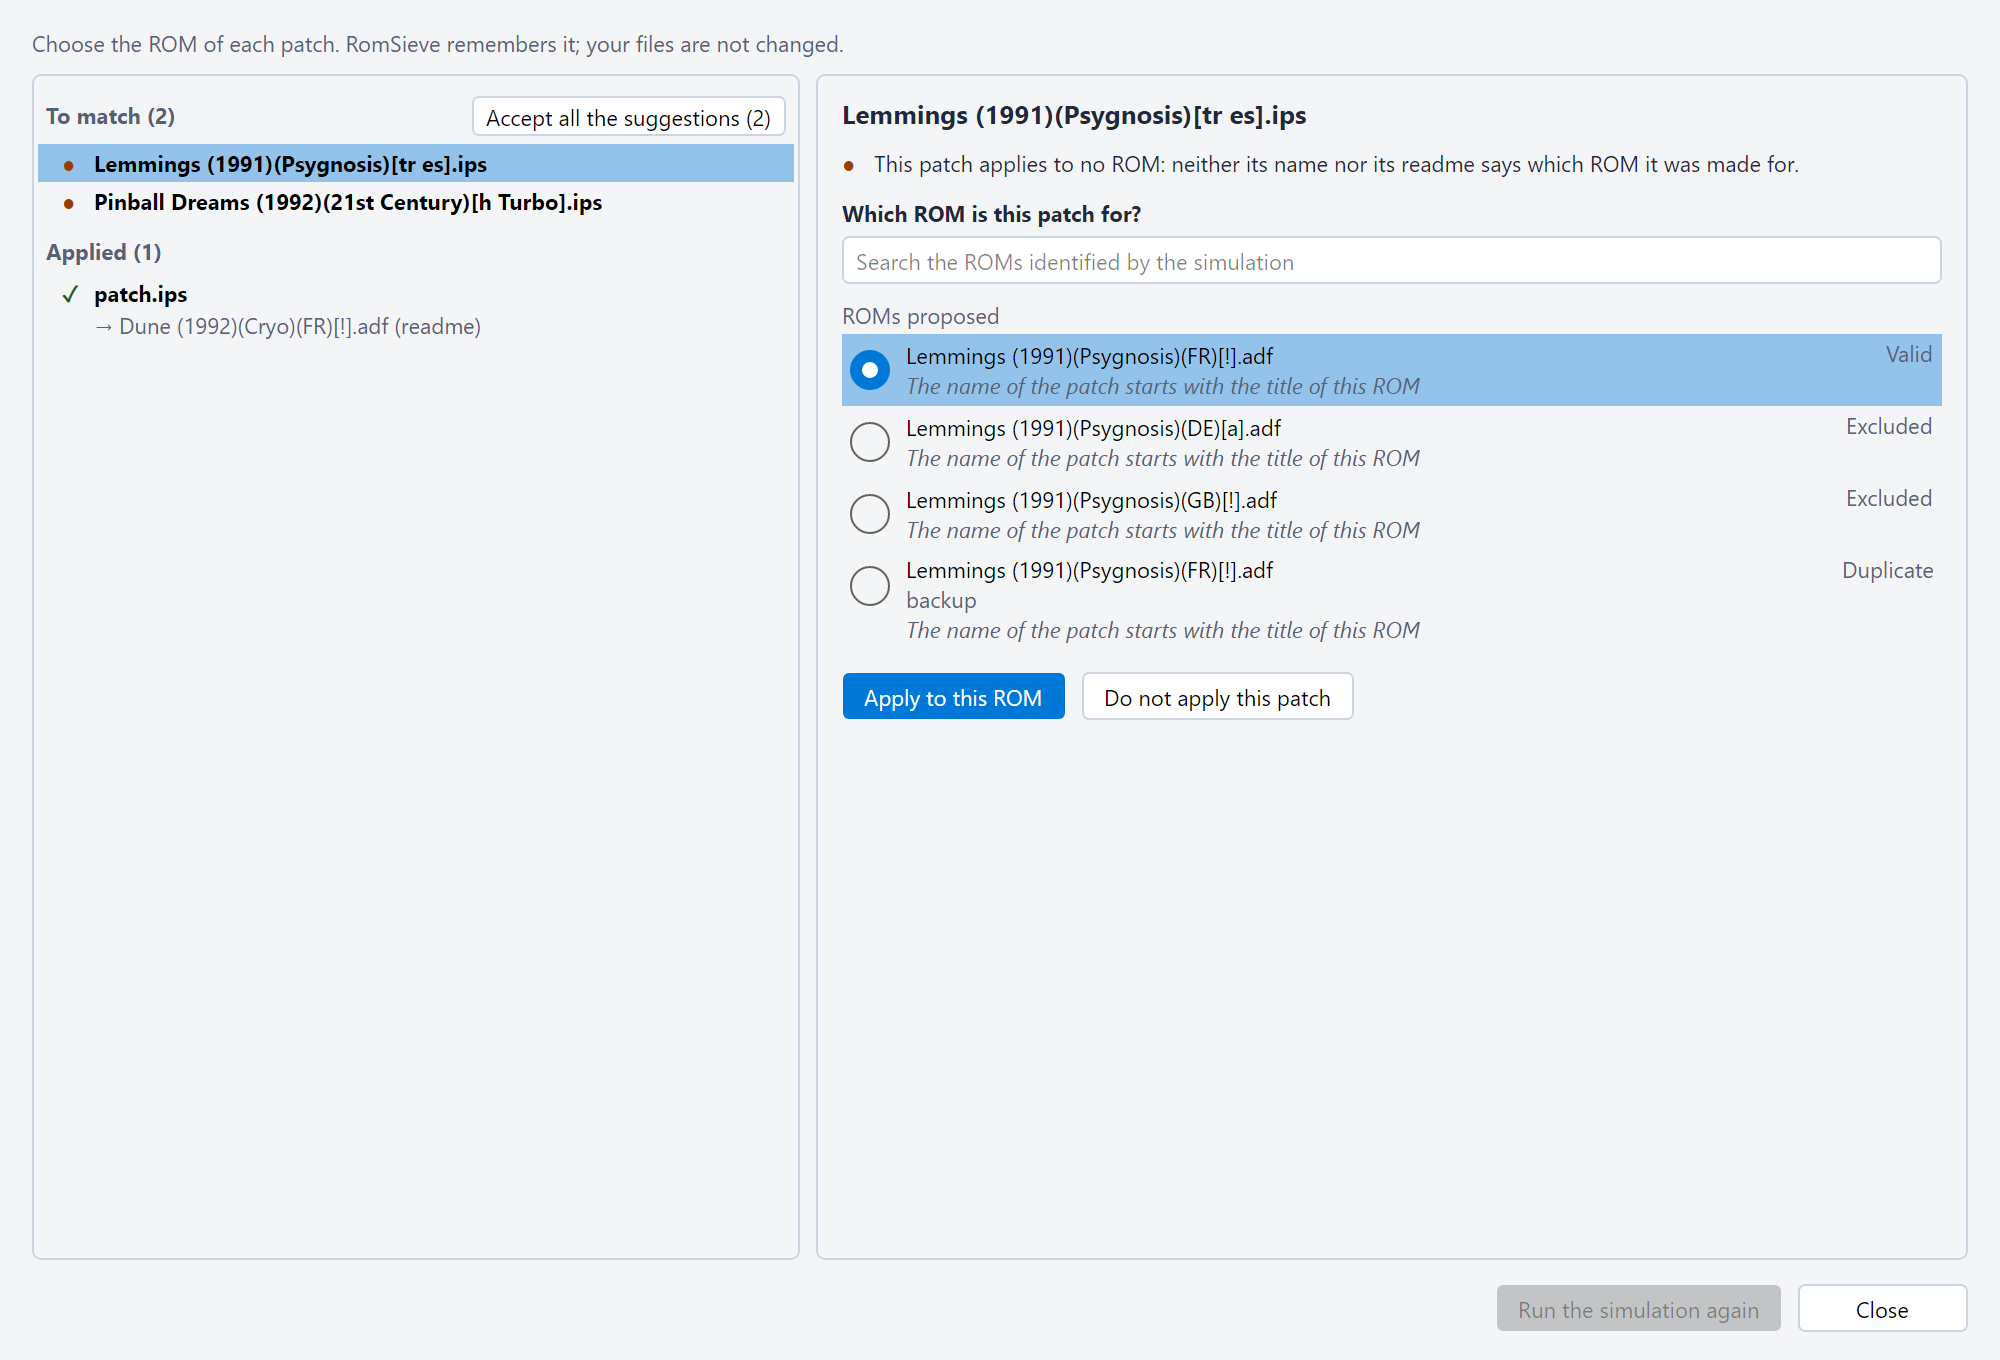 Choose the ROM of each patch. RomSieve remembers it; your files are not changed.
To match (2)
Accept all the suggestions (2)
Lemmings (1991)(Psygnosis)[tr es].ips
Pinball Dreams (1992)(21st Century)[h Turbo].ips
Applied (1)
✓ patch.ips
→ Dune (1992)(Cryo)(FR)[!].adf (readme)
Lemmings (1991)(Psygnosis)[tr es].ips
This patch applies to no ROM: neither its name nor its readme says which ROM it was made for.
Which ROM is this patch for?
Search the ROMs identified by the simulation
ROMs proposed
Lemmings (1991)(Psygnosis)(FR)[!].adf Valid
The name of the patch starts with the title of this ROM
Lemmings (1991)(Psygnosis)(DE)[a].adf Excluded
The name of the patch starts with the title of this ROM
Lemmings (1991)(Psygnosis)(GB)[!].adf Excluded
The name of the patch starts with the title of this ROM
Lemmings (1991)(Psygnosis)(FR)[!].adf Duplicate
backup
The name of the patch starts with the title of this ROM
Apply to this ROM
Do not apply this patch
Run the simulation again
Close